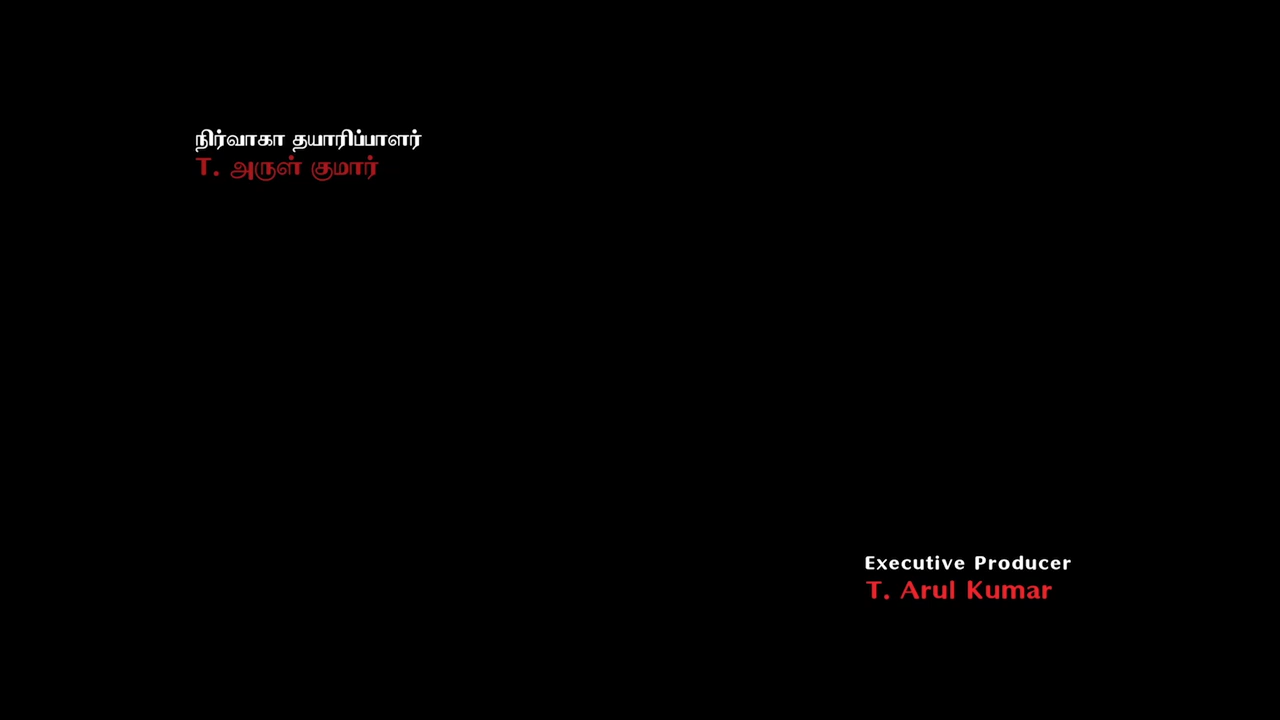 நிர்வாகா தயாரிப்பாளர்
T. அருள் குமார்
Executive Producer
T. Arul Kumar